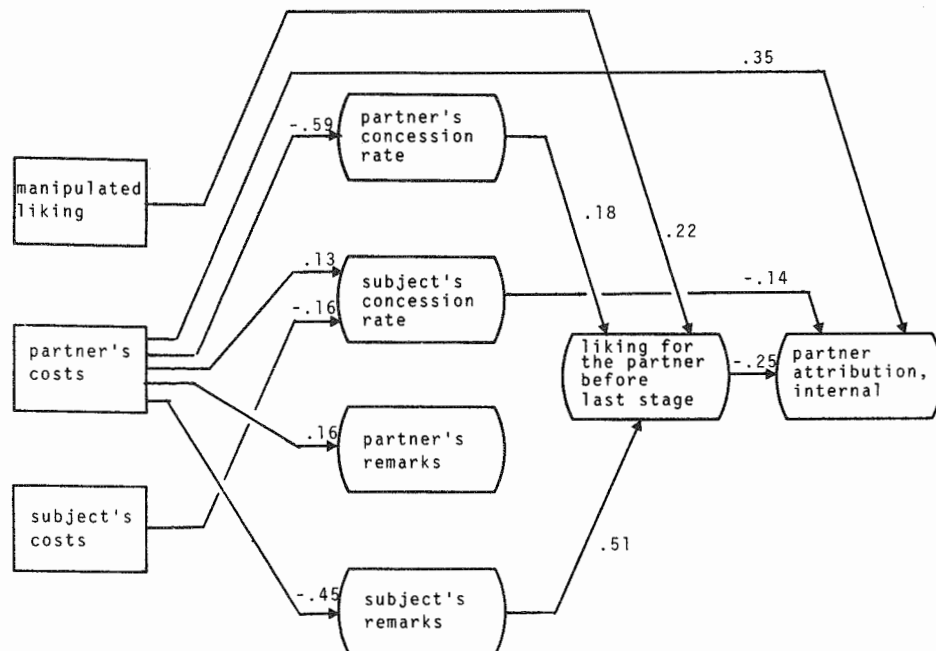 .35
partner's
concession
rate
-.59
manipulated
liking
.18
.22
.13
subject's
concession
rate
-.14
-.16
partner's
costs
liking for
the partner
before
last stage
-.25
partner
attribution,
internal
.16
partner's
remarks
subject's
costs
.51
-.45
subject's
remarks